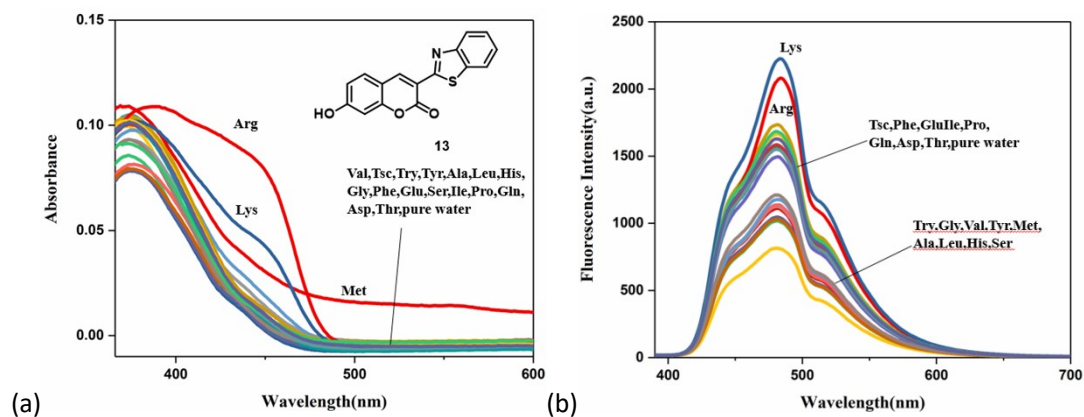 0.15
0.10
0.05
0.00
Absorbance
400
500
600
Wavelength(nm)
N
S
HO
O
O
13
Arg
Lys
Met
Val,Tsc,Try,Tyr,Ala,Leu,His,
Gly,Phe,Glu,Ser,Ile,Pro,Gln,
Asp,Thr,pure water
(a)
2500
2000
1500
1000
500
0
Fluorescence Intensity(a.u.)
400
500
600
700
Wavelength(nm)
Lys
Arg
Tsc,Phe,GluIle,Pro,
Gln,Asp,Thr,pure water
Try,Gly,Val,Tyr,Met,
Ala,Leu,His,Ser
(b)